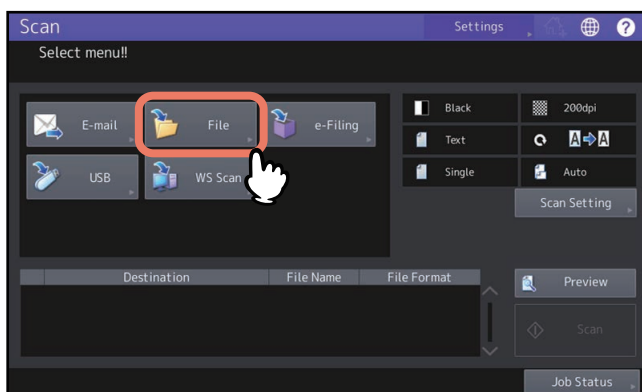 Scan
Settings
?
Select menu!!
E-mail
File
e-Filing
USB
WS Scan
Black
200dpi
Text
A A
Single
Auto
Scan Setting
Destination
File Name
File Format
Preview
Scan
Job Status